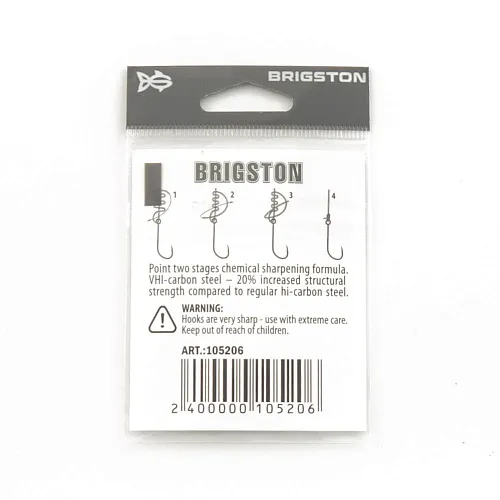 BRIGSTON
BRIGSTON
1 2 3 4
Point two stages chemical sharpening formula.
VHI-carbon steel – 20% increased structural
strength compared to regular hi-carbon steel.
WARNING:
Hooks are very sharp - use with extreme care.
Keep out of reach of children.
ART.:105206
2 400000 105206